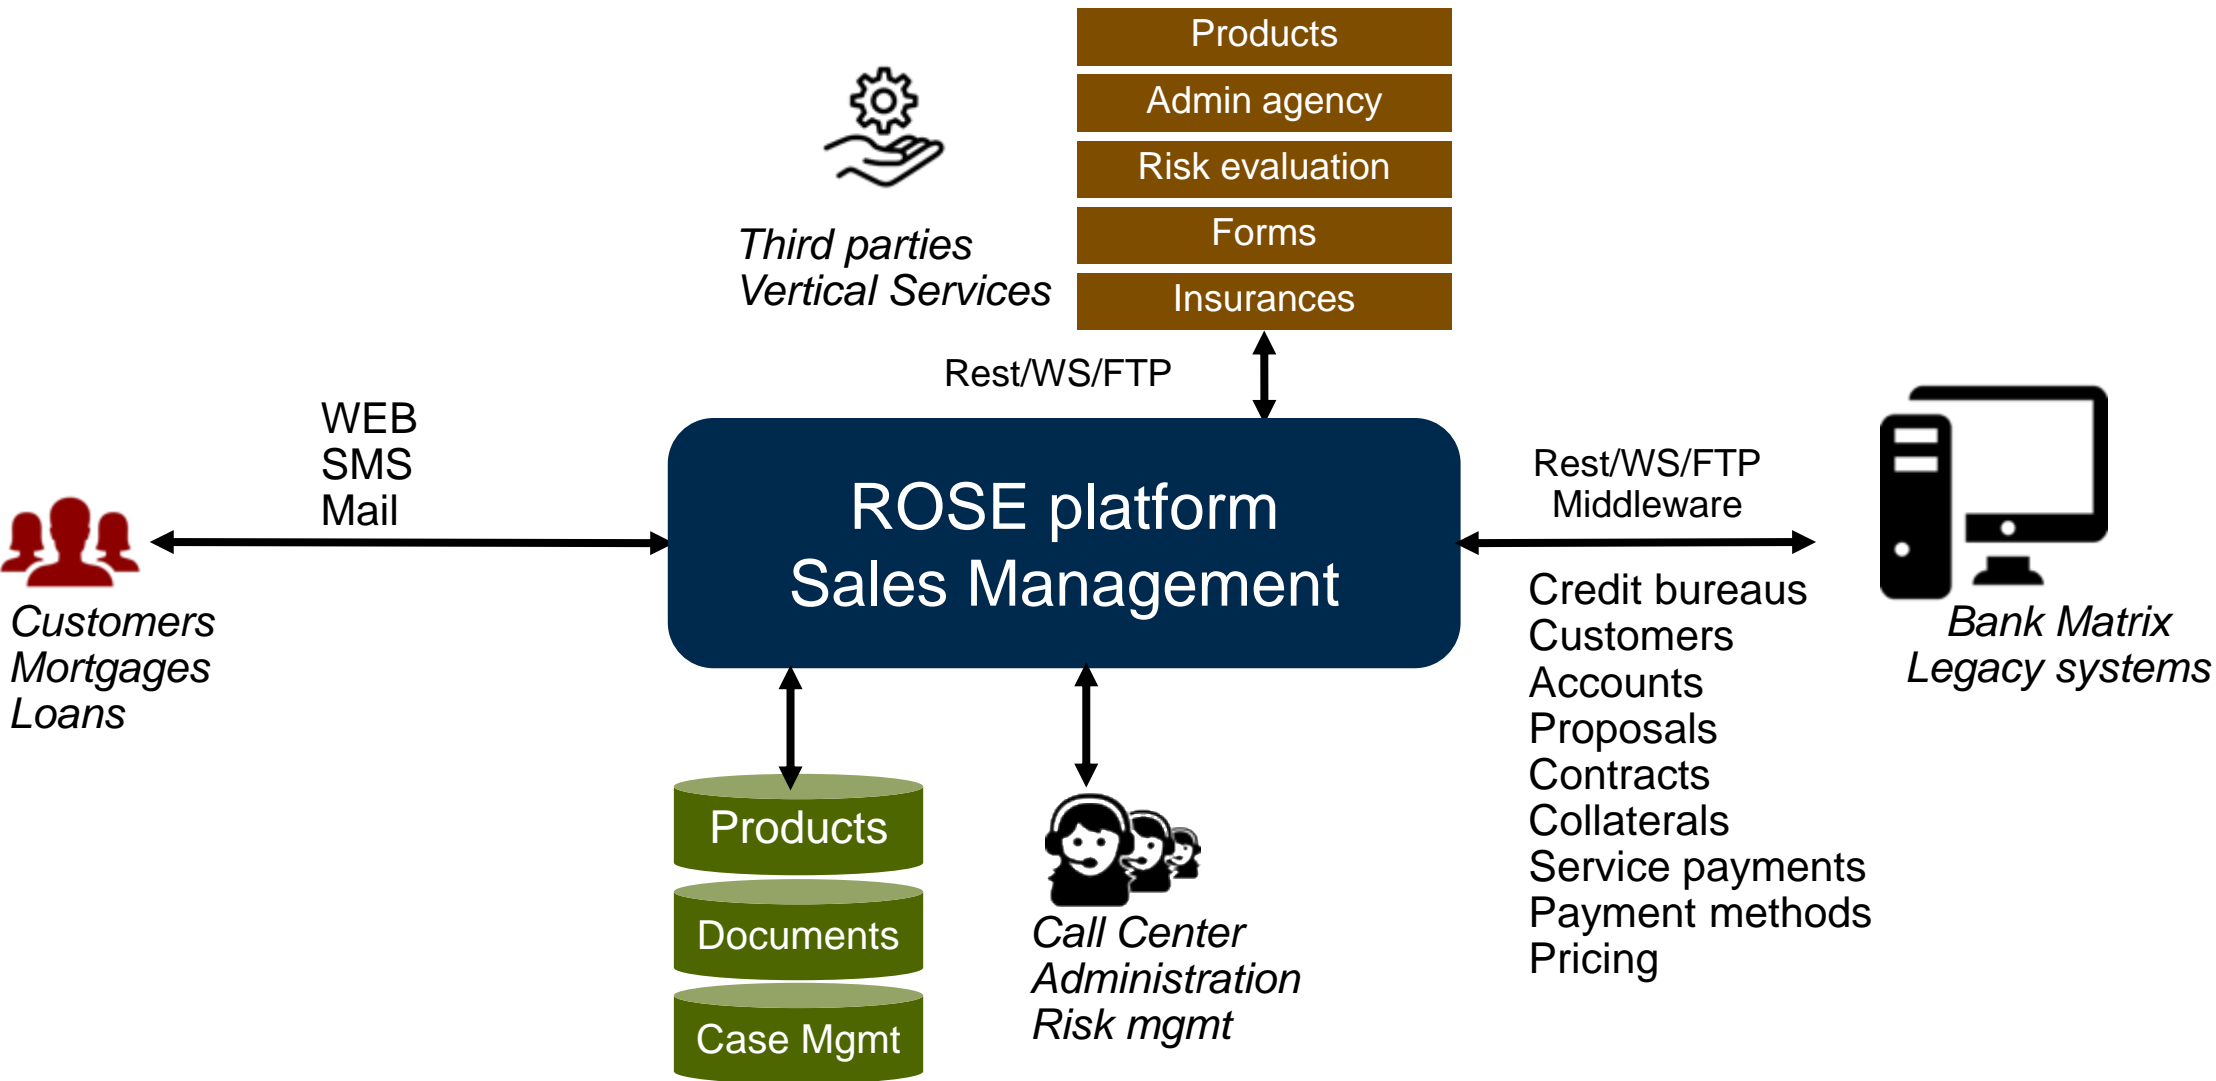 Products
Admin agency
Risk evaluation
Forms
Insurances
Third parties
Vertical Services
Rest/WS/FTP
WEB
SMS
Mail
Customers
Mortgages
Loans
ROSE platform
Sales Management
Rest/WS/FTP
Middleware
Credit bureaus
Customers
Accounts
Proposals
Contracts
Collaterals
Service payments
Payment methods
Pricing
Bank Matrix
Legacy systems
Products
Documents
Case Mgmt
Call Center
Administration
Risk mgmt